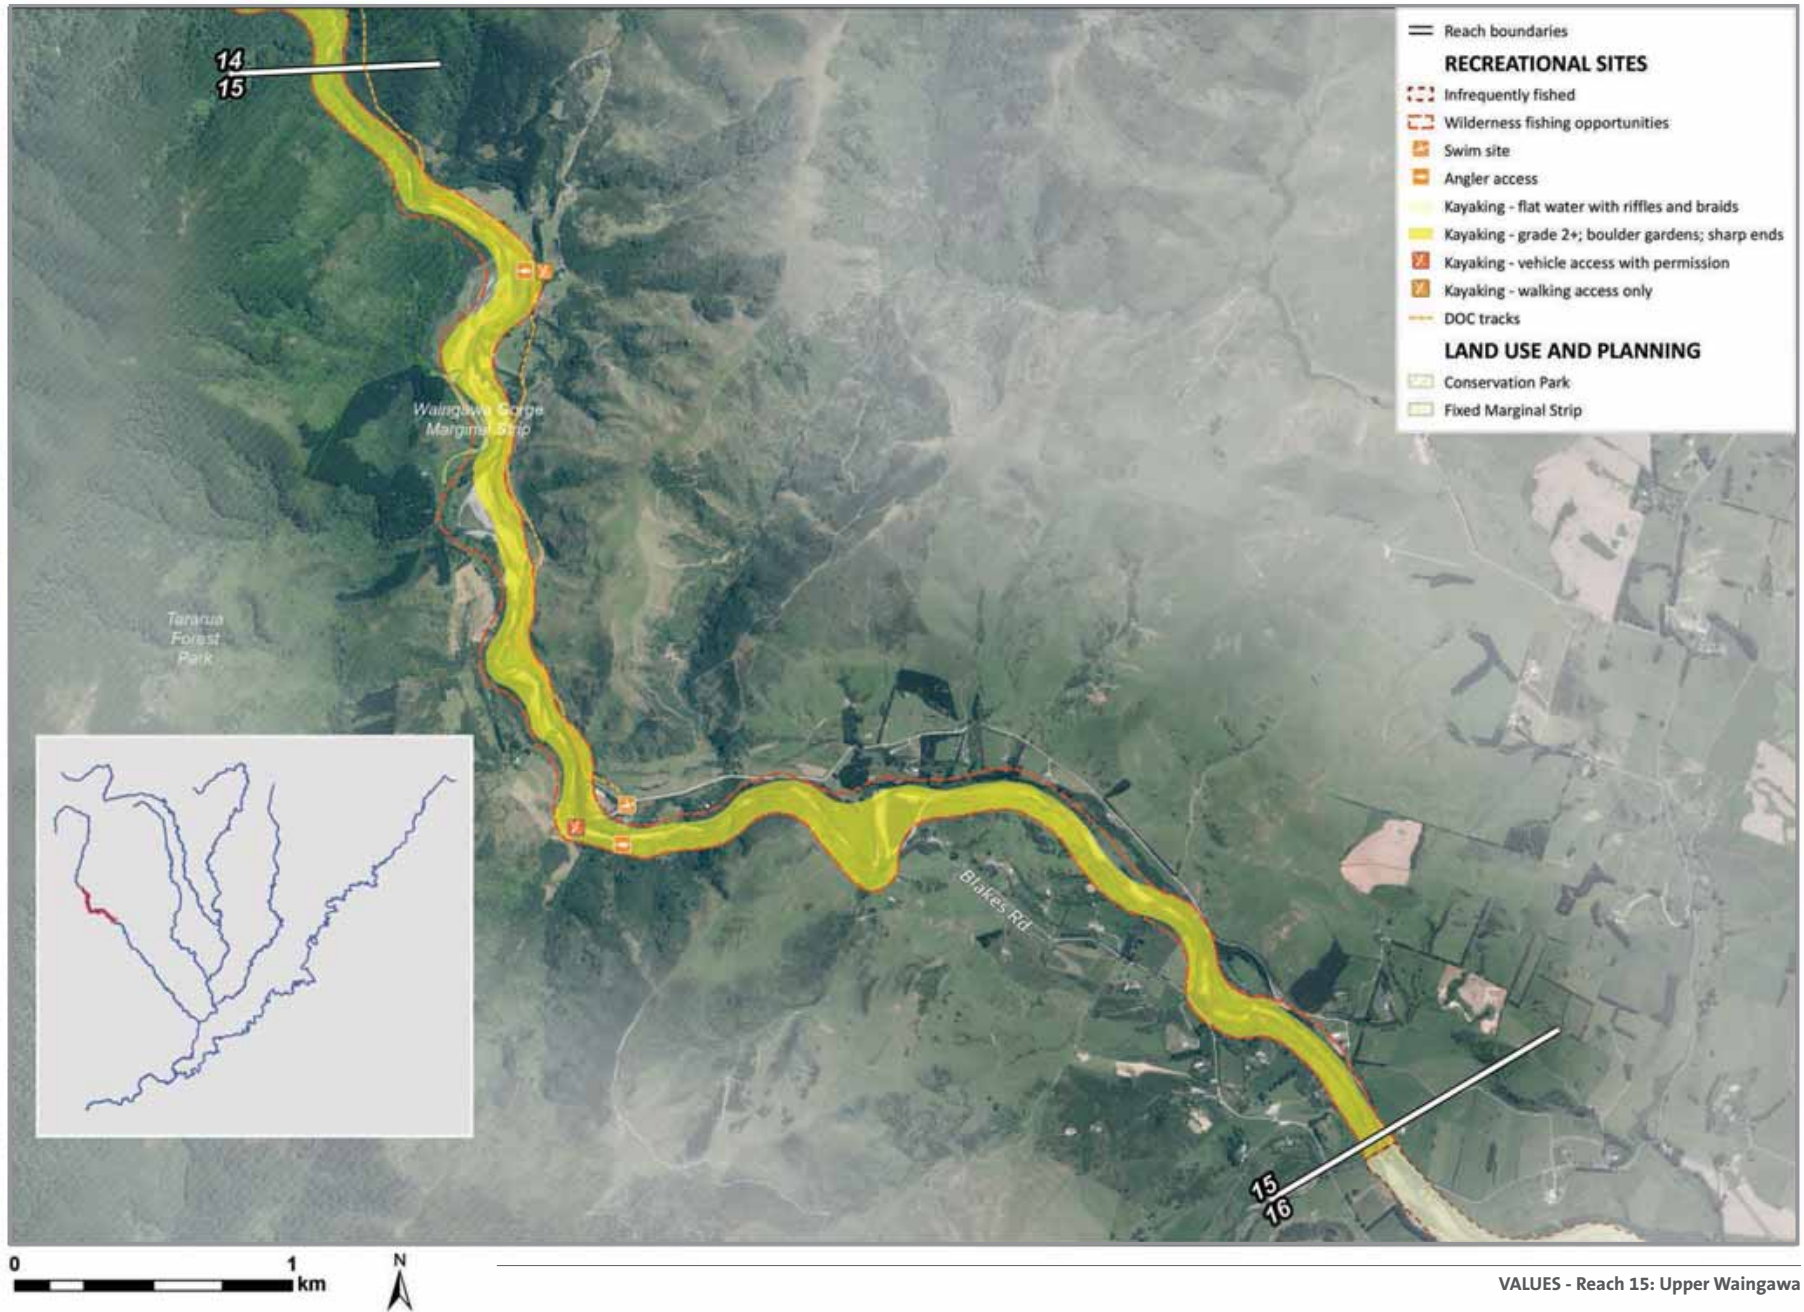 14
15
Reach boundaries
RECREATIONAL SITES
Infrequently fished
Wilderness fishing opportunities
Swim site
Angler access
Kayaking - flat water with riffles and braids
Kayaking - grade 2+; boulder gardens; sharp ends
Kayaking - vehicle access with permission
Kayaking - walking access only
DOC tracks
LAND USE AND PLANNING
Conservation Park
Fixed Marginal Strip
Waingawa Gorge
Marginal Strip
Tararua
Forest
Park
Blakes Rd
15
16
0 1
km
N
VALUES - Reach 15: Upper Waingawa